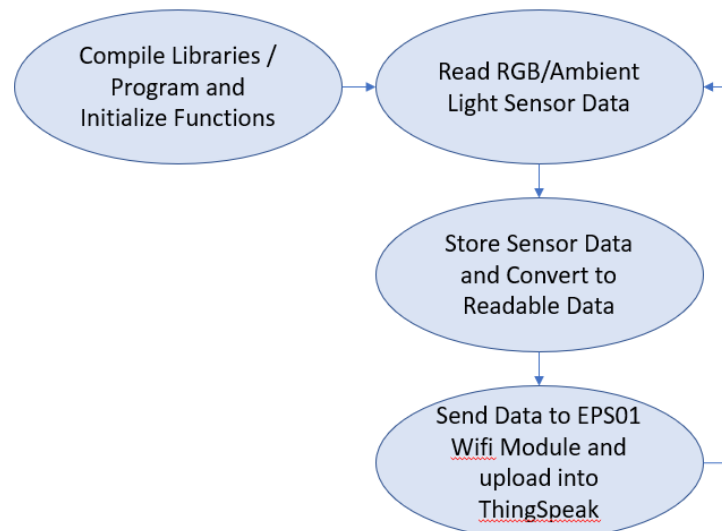 Compile Libraries /
Program and
Initialize Functions
Read RGB/Ambient
Light Sensor Data
Store Sensor Data
and Convert to
Readable Data
Send Data to EPS01
Wifi Module and
upload into
ThingSpeak